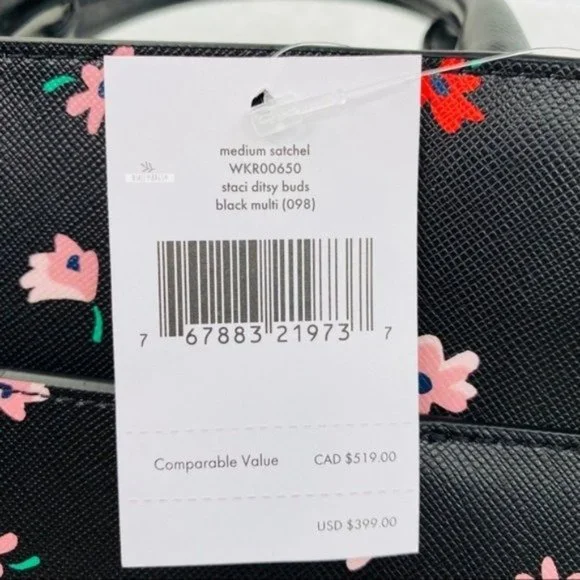 medium satchel
WKR00650
staci ditsy buds
black multi (098)
7 67883 21973 7
Comparable Value CAD $519.00
USD $399.00